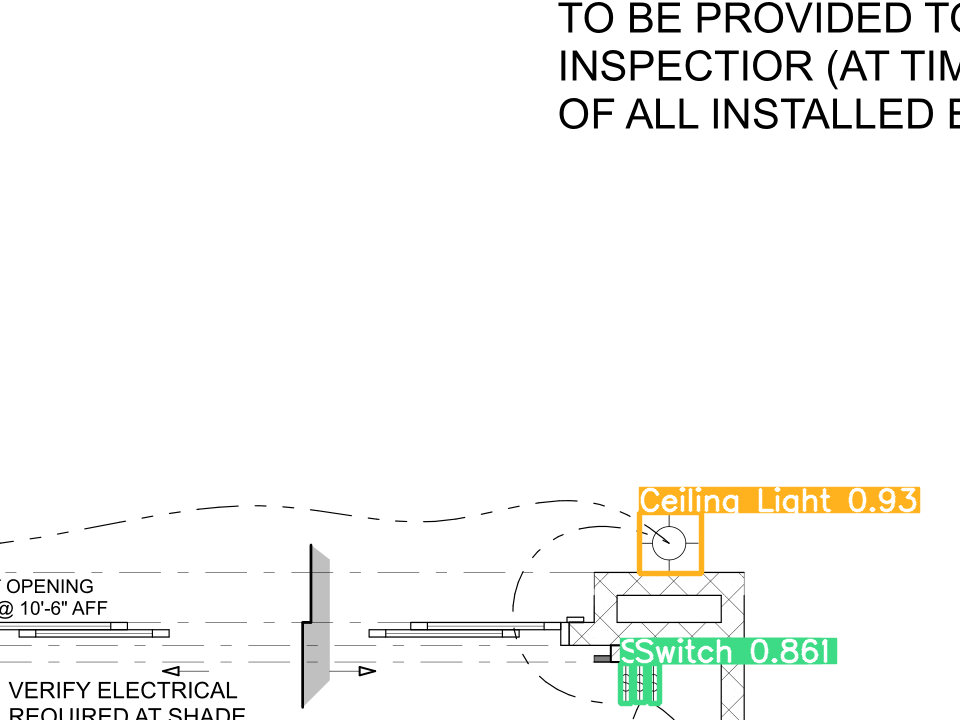 TO BE PROVIDED TO
INSPECTIOR (AT TIM
OF ALL INSTALLED E
Ceiling Light 0.93
OPENING
@ 10'-6" AFF
Switch 0.861
VERIFY ELECTRICAL
REQUIRED AT SHADE